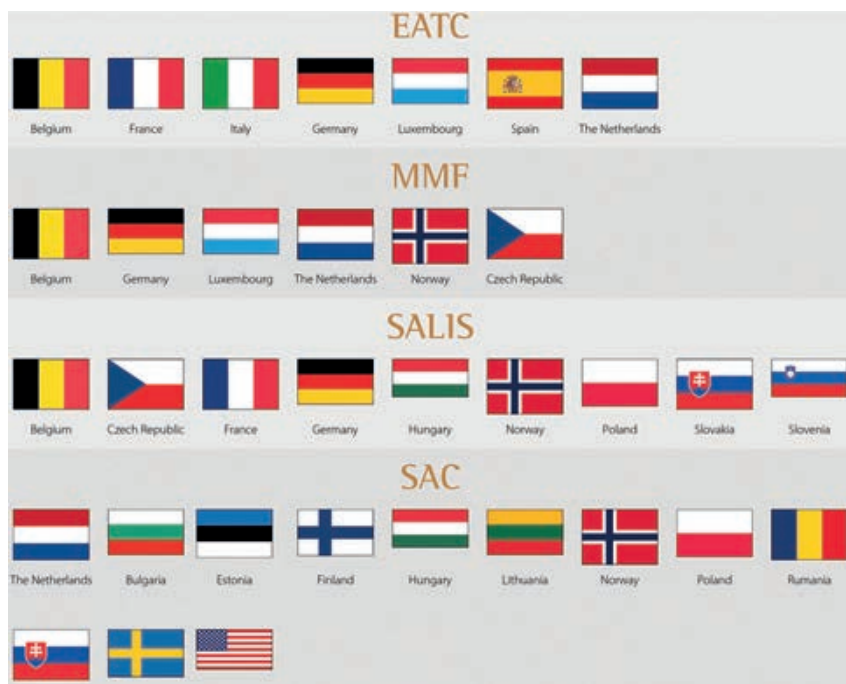 EATC
Belgium France Italy Germany Luxembourg Spain The Netherlands
MMF
Belgium Germany Luxembourg The Netherlands Norway Czech Republic
SALIS
Belgium Czech Republic France Germany Hungary Norway Poland Slovakia Slovenia
SAC
The Netherlands Bulgaria Estonia Finland Hungary Lithuania Norway Poland Rumania